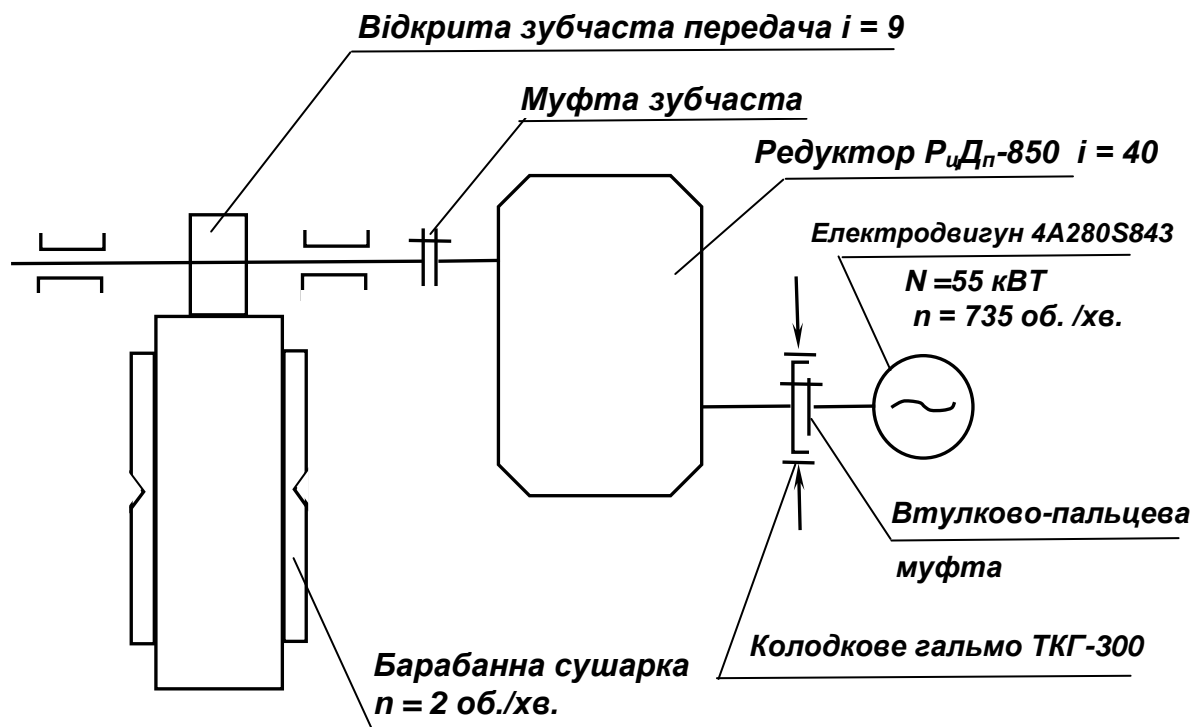 Відкрита зубчаста передача i = 9
Муфта зубчаста
Редуктор РцДп-850 i = 40
Електродвигун 4А280S843
N =55 кВТ
n = 735 об. /хв.
Втулково-пальцева
муфта
Колодкове гальмо ТКГ-300
Барабанна сушарка
n = 2 об./хв.